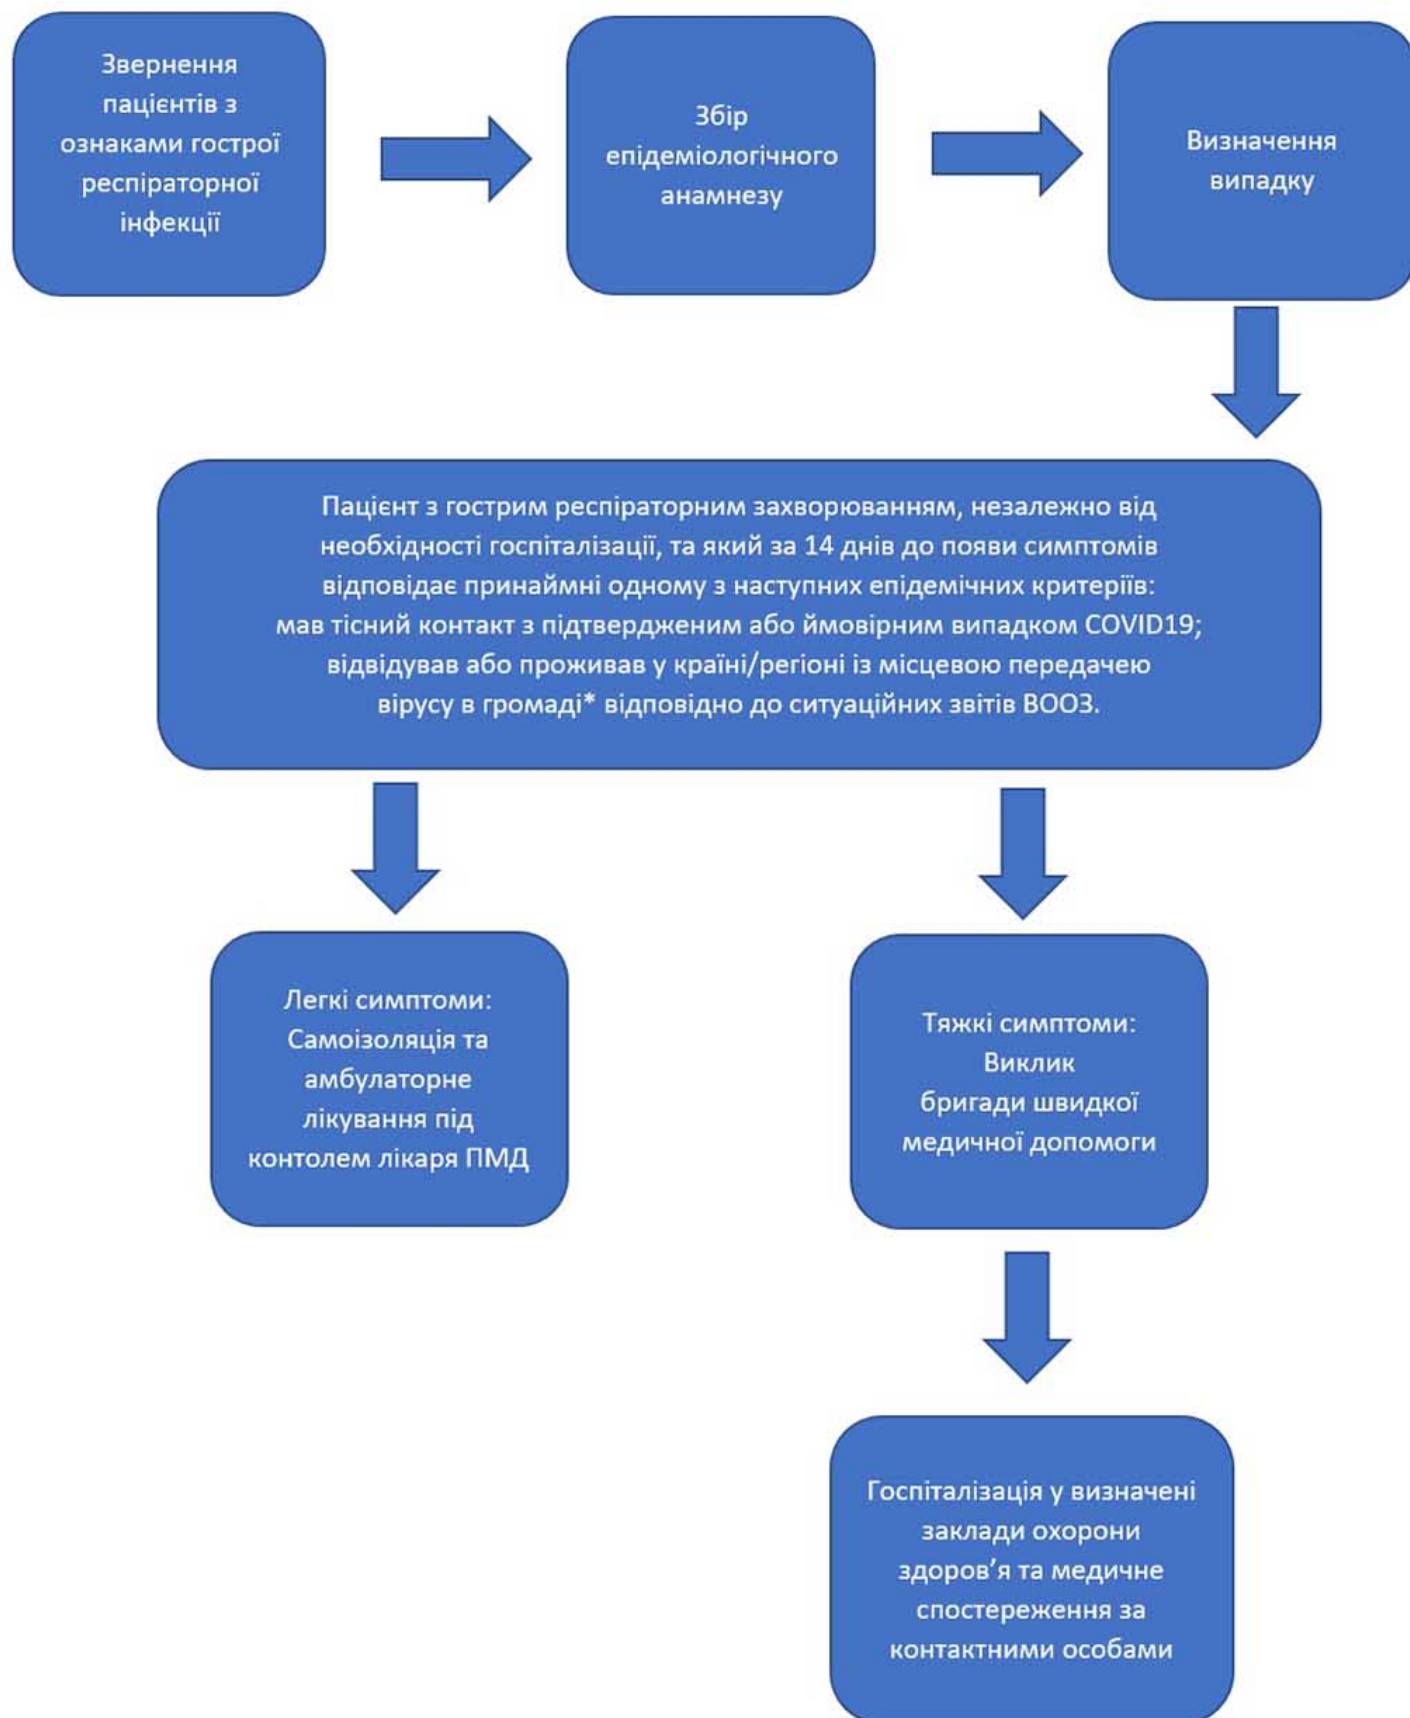 Звернення
пацієнтів з
ознаками гострої
респіраторної
інфекції
Збір
епідеміологічного
анамнезу
Визначення
випадку
Пацієнт з гострим респіраторним захворюванням, незалежно від
необхідності госпіталізації, та який за 14 днів до появи симптомів
відповідає принаймні одному з наступних епідемічних критеріїв:
мав тісний контакт з підтвердженим або ймовірним випадком COVID19;
відвідував або проживав у країні/регіоні із місцевою передачею
вірусу в громаді* відповідно до ситуаційних звітів ВООЗ.
Легкі симптоми:
Самоізоляція та
амбулаторне
лікування під
контолем лікаря ПМД
Тяжкі симптоми:
Виклик
бригади швидкої
медичної допомоги
Госпіталізація у визначені
заклади охорони
здоров’я та медичне
спостереження за
контактними особами